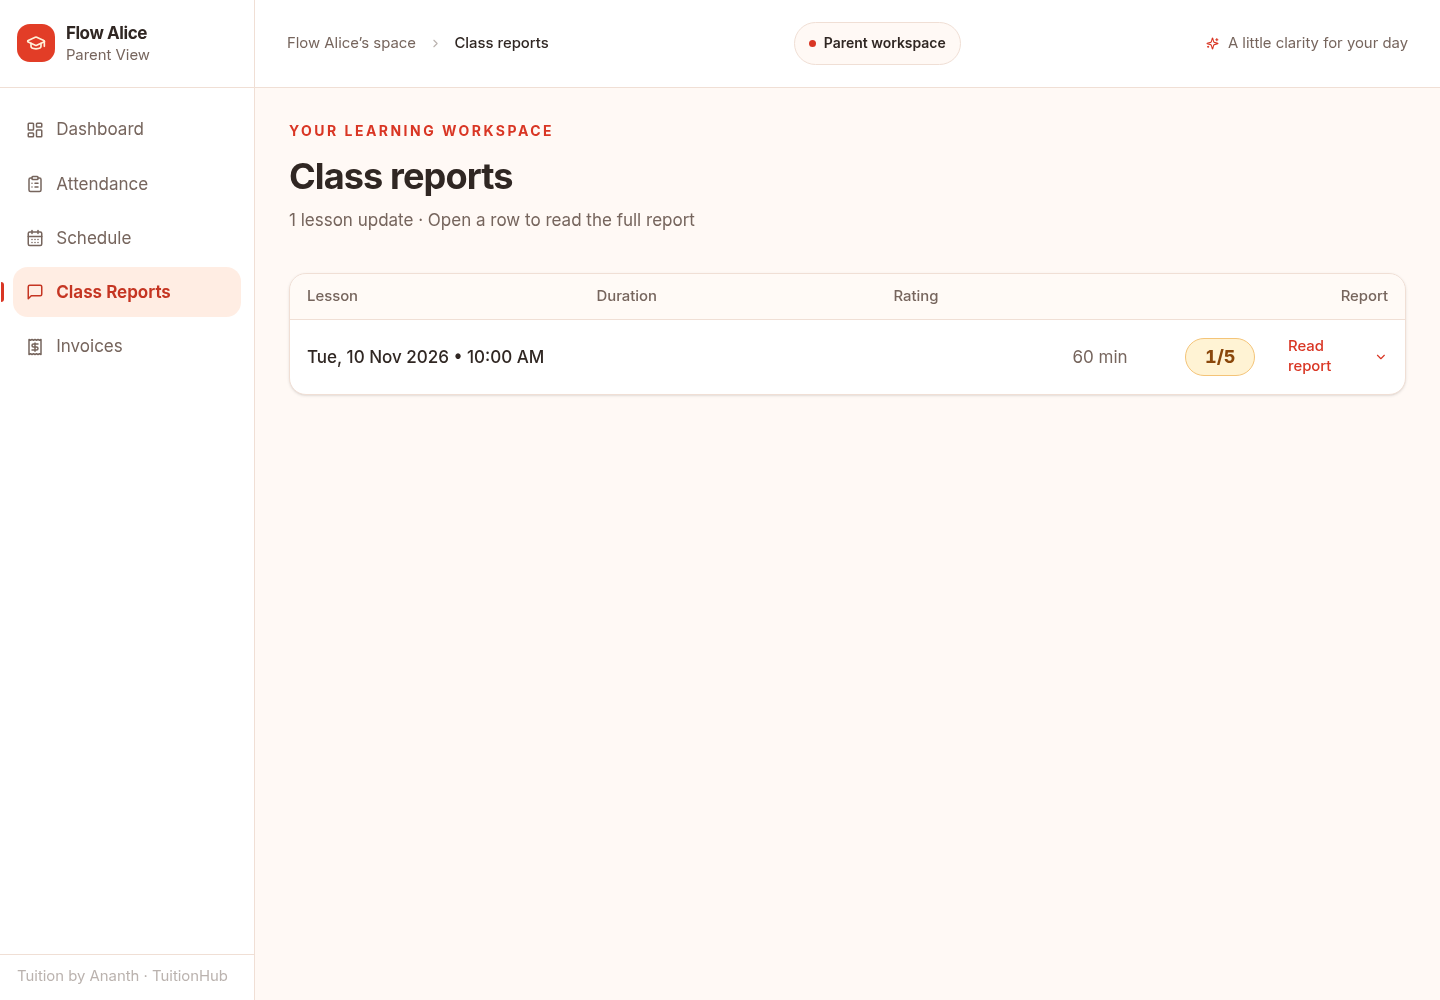 Flow Alice
Parent View
Flow Alice’s space
Class reports
Parent workspace
A little clarity for your day
Dashboard
Attendance
Schedule
Class Reports
Invoices
YOUR LEARNING WORKSPACE
Class reports
1 lesson update · Open a row to read the full report
Lesson Duration Rating Report
Tue, 10 Nov 2026 • 10:00 AM 60 min 1/5 Read
report
Tuition by Ananth · TuitionHub